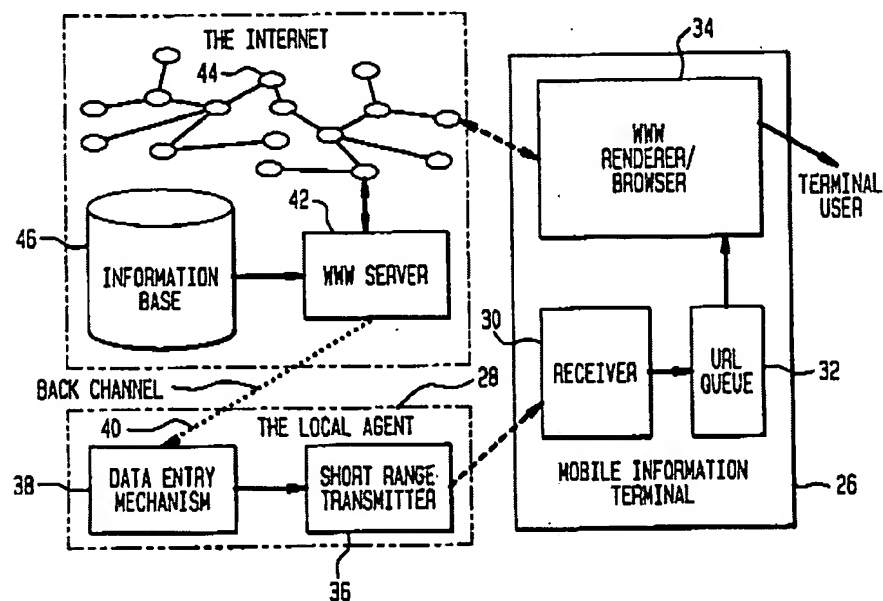 THE INTERNET
44
34
WWW
RENDERER/
BROWSER
TERMINAL
USER
42
46
INFORMATION
BASE
WWW SERVER
30
RECEIVER
URL
QUEUE
32
BACK CHANNEL
28
40
THE LOCAL AGENT
38
DATA ENTRY
MECHANISM
SHORT RANGE
TRANSMITTER
36
MOBILE INFORMATION
TERMINAL
26